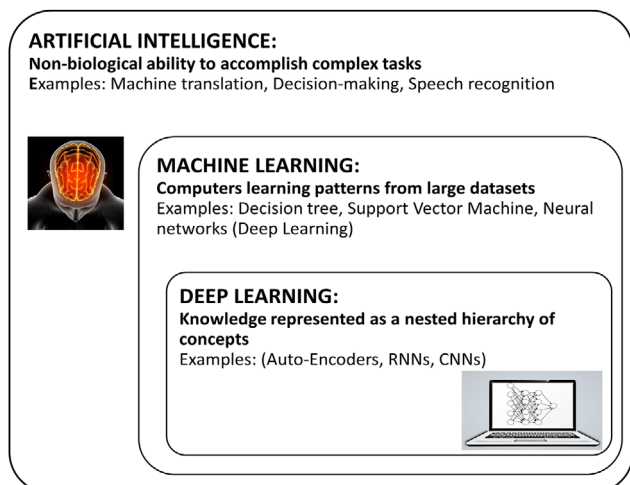 ARTIFICIAL INTELLIGENCE:
Non-biological ability to accomplish complex tasks
Examples: Machine translation, Decision-making, Speech recognition
MACHINE LEARNING:
Computers learning patterns from large datasets
Examples: Decision tree, Support Vector Machine, Neural
networks (Deep Learning)
DEEP LEARNING:
Knowledge represented as a nested hierarchy of
concepts
Examples: (Auto-Encoders, RNNs, CNNs)